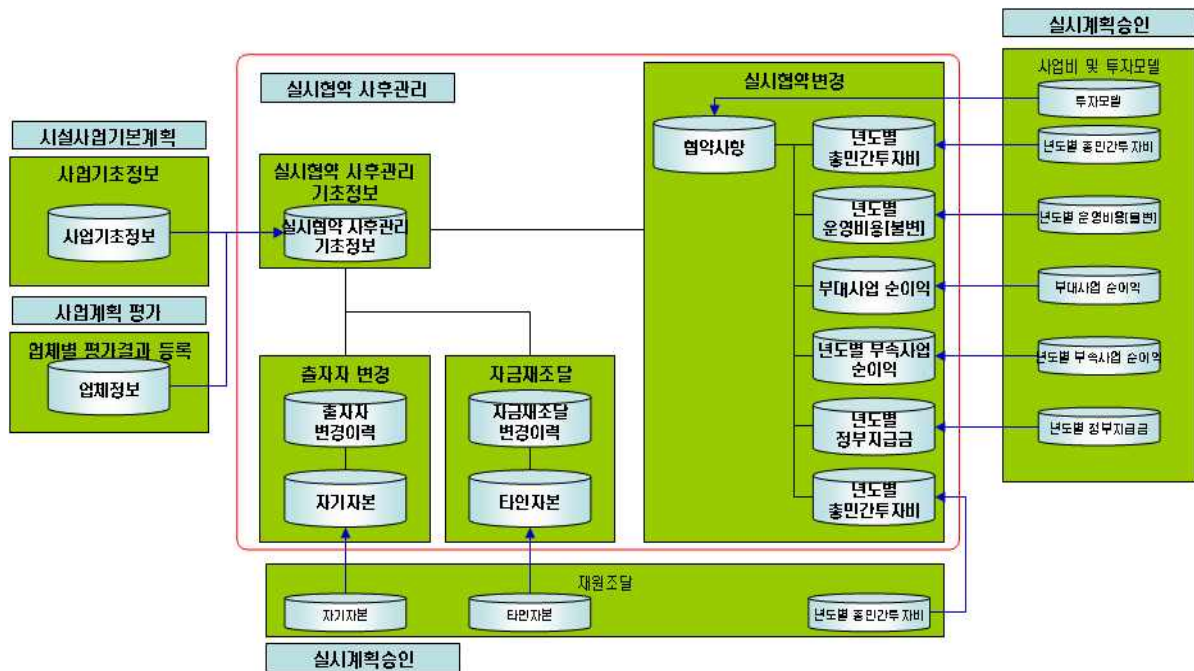 실시계획승인
사업비 및 투자모델
투자모델
년도별 총민간투자비
년도별 운영비용[불변]
부대사업 순이익
년도별 부속사업 순이익
년도별 정부지급금
실시협약 사후관리
실시협약변경
협약사항
년도별
총민간투자비
년도별
운영비용[불변]
부대사업 순이익
년도별 부속사업
순이익
년도별
정부지급금
년도별
총민간투자비
시설사업기본계획
사업기초정보
사업기초정보
사업계획 평가
업체별 평가결과 등록
업체정보
실시협약 사후관리
기초정보
실시협약 사후관리
기초정보
출자자 변경
출자자
변경이력
자기자본
자금재조달
자금재조달
변경이력
타인자본
재원조달
자기자본
타인자본
년도별 총민간투자비
실시계획승인